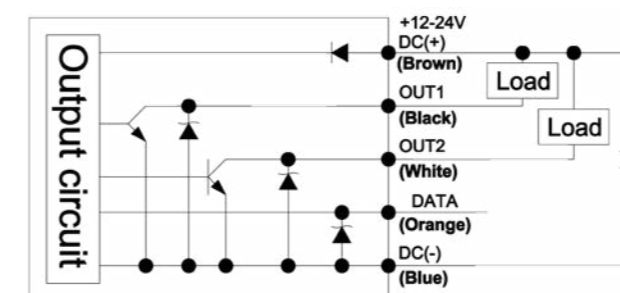 Output circuit
+12-24V
DC(+)
(Brown)
Load
OUT1
(Black)
Load
OUT2
(White)
DATA
(Orange)
DC(-)
(Blue)